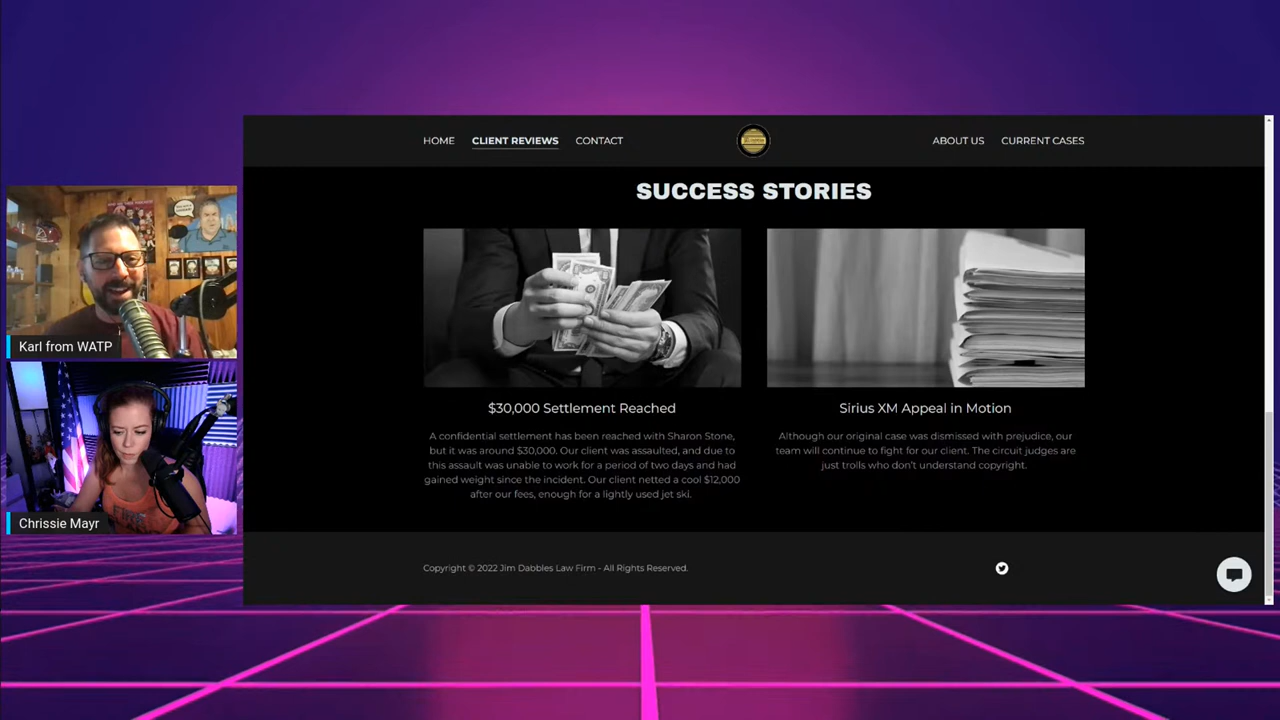 HOME
CLIENT REVIEWS
CONTACT
ABOUT US
CURRENT CASES
SUCCESS STORIES
$30,000 Settlement Reached
A confidential settlement has been reached with Sharon Stone,
but it was around $30,000. Our client was assaulted, and due to
this assault was unable to work for a period of two days and had
gained weight since the incident. Our client netted a cool $12,000
after our fees, enough for a lightly used jet ski.
Sirius XM Appeal in Motion
Although our original case was dismissed with prejudice, our
team will continue to fight for our client. The circuit judges are
just trolls who don’t understand copyright.
Karl from WATP
Chrissie Mayr
Copyright © 2022 Jim Dabbles Law Firm - All Rights Reserved.